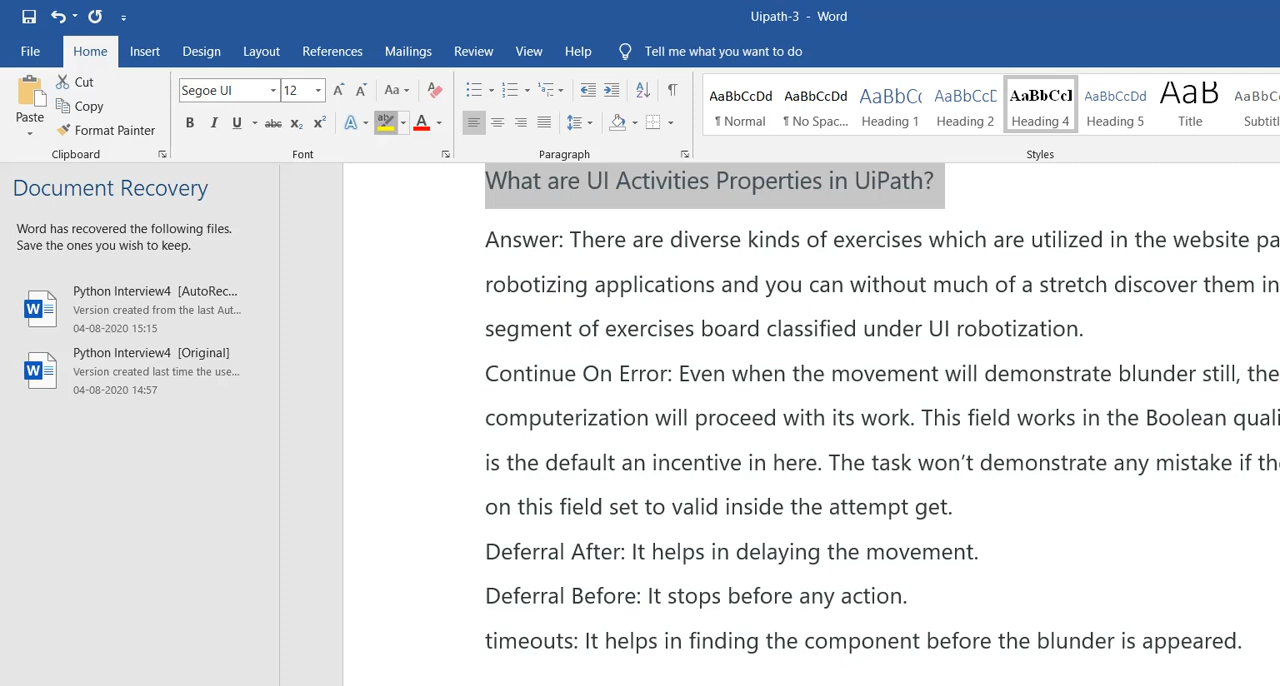 Uipath-3 - Word
File Home Insert Design Layout References Mailings Review View Help Tell me what you want to do
Paste
Cut
Copy
Format Painter
Clipboard
Segoe UI 12 Aa
B I U abc X₂ X² A A
Font
Paragraph
AaBbCcDd AaBbCcDd AaBbC AaBbCcD AaBbCcI AaBbCcDd AaB AaBbCc
¶ Normal ¶ No Spac... Heading 1 Heading 2 Heading 4 Heading 5 Title Subtitl
Styles
Document Recovery
Word has recovered the following files.
Save the ones you wish to keep.
Python Interview4 [AutoRec...
Version created from the last Aut...
04-08-2020 15:15
Python Interview4 [Original]
Version created last time the use...
04-08-2020 14:57
What are UI Activities Properties in UiPath?
Answer: There are diverse kinds of exercises which are utilized in the website pa
robotizing applications and you can without much of a stretch discover them in
segment of exercises board classified under UI robotization.
Continue On Error: Even when the movement will demonstrate blunder still, the
computerization will proceed with its work. This field works in the Boolean quali
is the default an incentive in here. The task won't demonstrate any mistake if the
on this field set to valid inside the attempt get.
Deferral After: It helps in delaying the movement.
Deferral Before: It stops before any action.
timeouts: It helps in finding the component before the blunder is appeared.